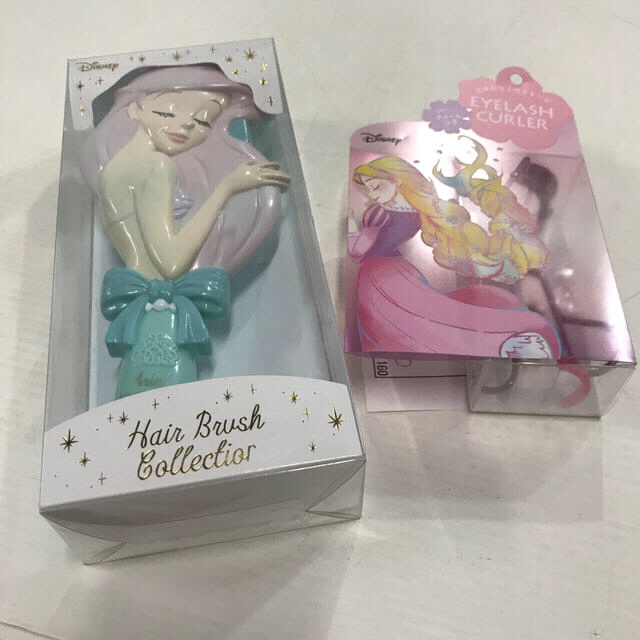 Disney
Ariel
Hair Brush
Collection
EYELASH
CURLER
Disney
160